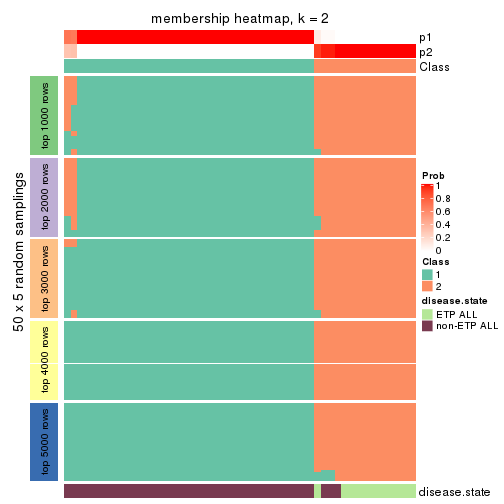 membership heatmap, k = 2
p1
p2
Class
50 x 5 random samplings
top 1000 rows
top 2000 rows
top 3000 rows
top 4000 rows
top 5000 rows
Prob
1
0.8
0.6
0.4
0.2
0
Class
1
2
disease.state
ETP ALL
non-ETP ALL
disease.state